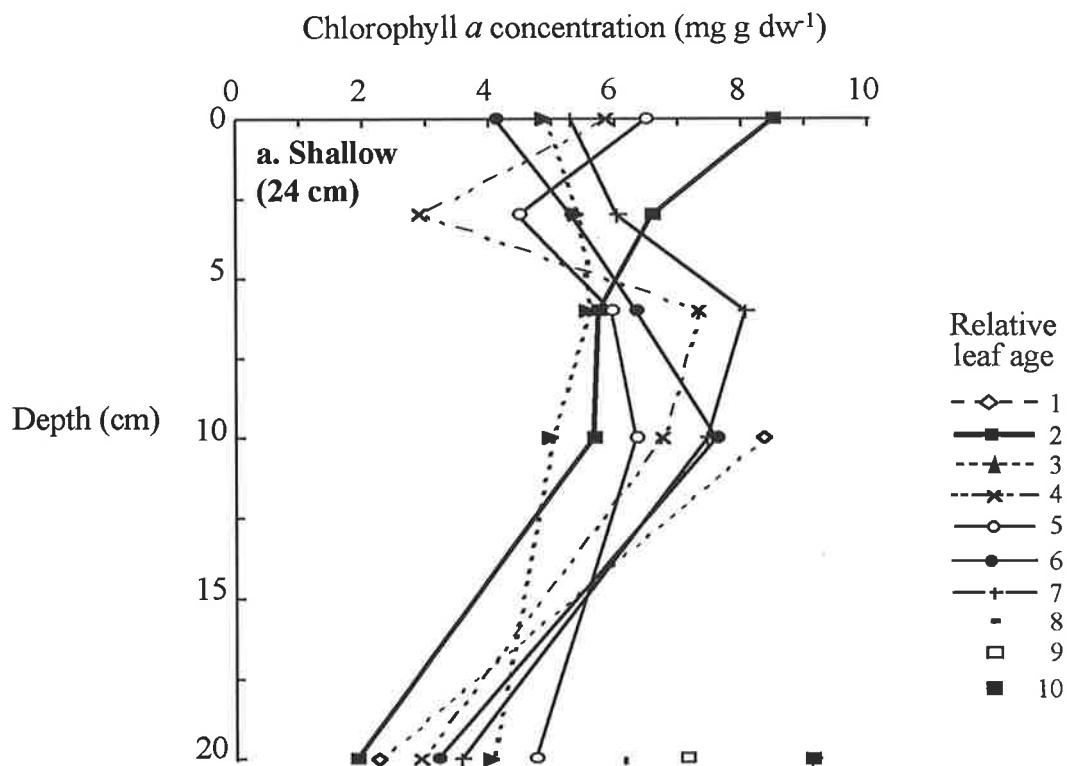 Chlorophyll a concentration (mg g dw-1)
0 2 4 6 8 10
0
a. Shallow
(24 cm)
5
Depth (cm)
10
15
20
Relative
leaf age
1
2
3
4
5
6
7
8
9
10